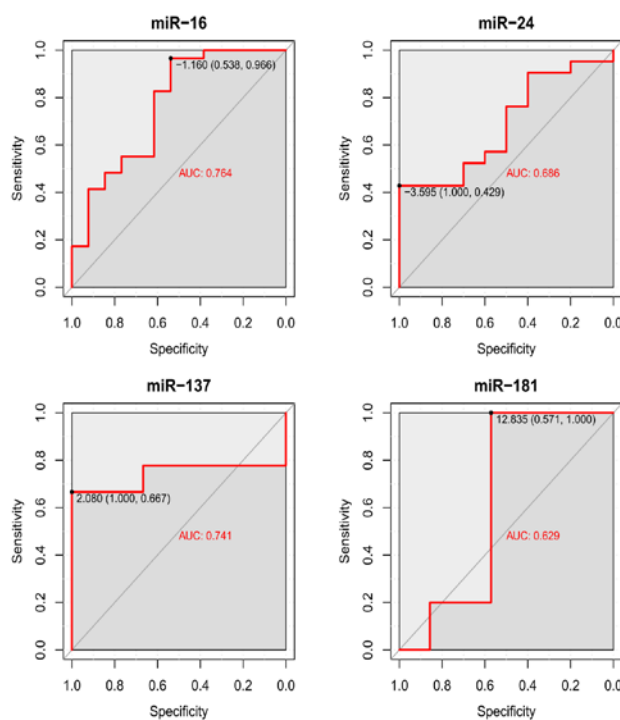 miR−16
Sensitivity
0.0 0.2 0.4 0.6 0.8 1.0
−1.160 (0.538, 0.966)
AUC: 0.764
1.0 0.8 0.6 0.4 0.2 0.0
Specificity
miR−24
Sensitivity
0.0 0.2 0.4 0.6 0.8 1.0
AUC: 0.686
−3.595 (1.000, 0.429)
1.0 0.8 0.6 0.4 0.2 0.0
Specificity
miR−137
Sensitivity
0.0 0.2 0.4 0.6 0.8 1.0
2.080 (1.000, 0.667)
AUC: 0.741
1.0 0.8 0.6 0.4 0.2 0.0
Specificity
miR−181
Sensitivity
0.0 0.2 0.4 0.6 0.8 1.0
12.835 (0.571, 1.000)
AUC: 0.629
1.0 0.8 0.6 0.4 0.2 0.0
Specificity